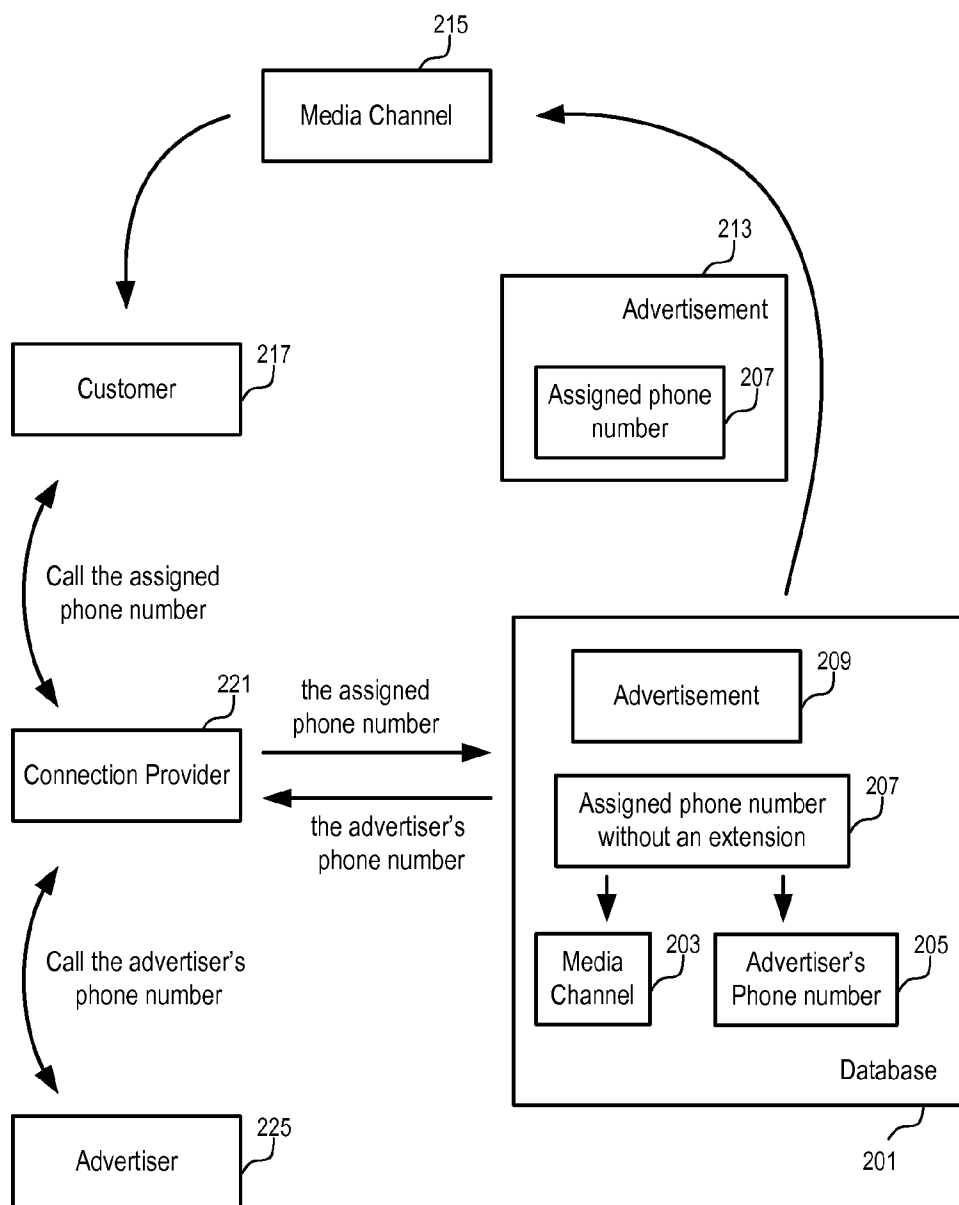 215
Media Channel
213
Advertisement
217
Customer
207
Assigned phone
number
Call the assigned
phone number
221
the assigned
phone number
209
Advertisement
Connection Provider
the advertiser's
phone number
207
Assigned phone number
without an extension
Call the advertiser's
phone number
203
Media
Channel
205
Advertiser's
Phone number
Database
201
225
Advertiser